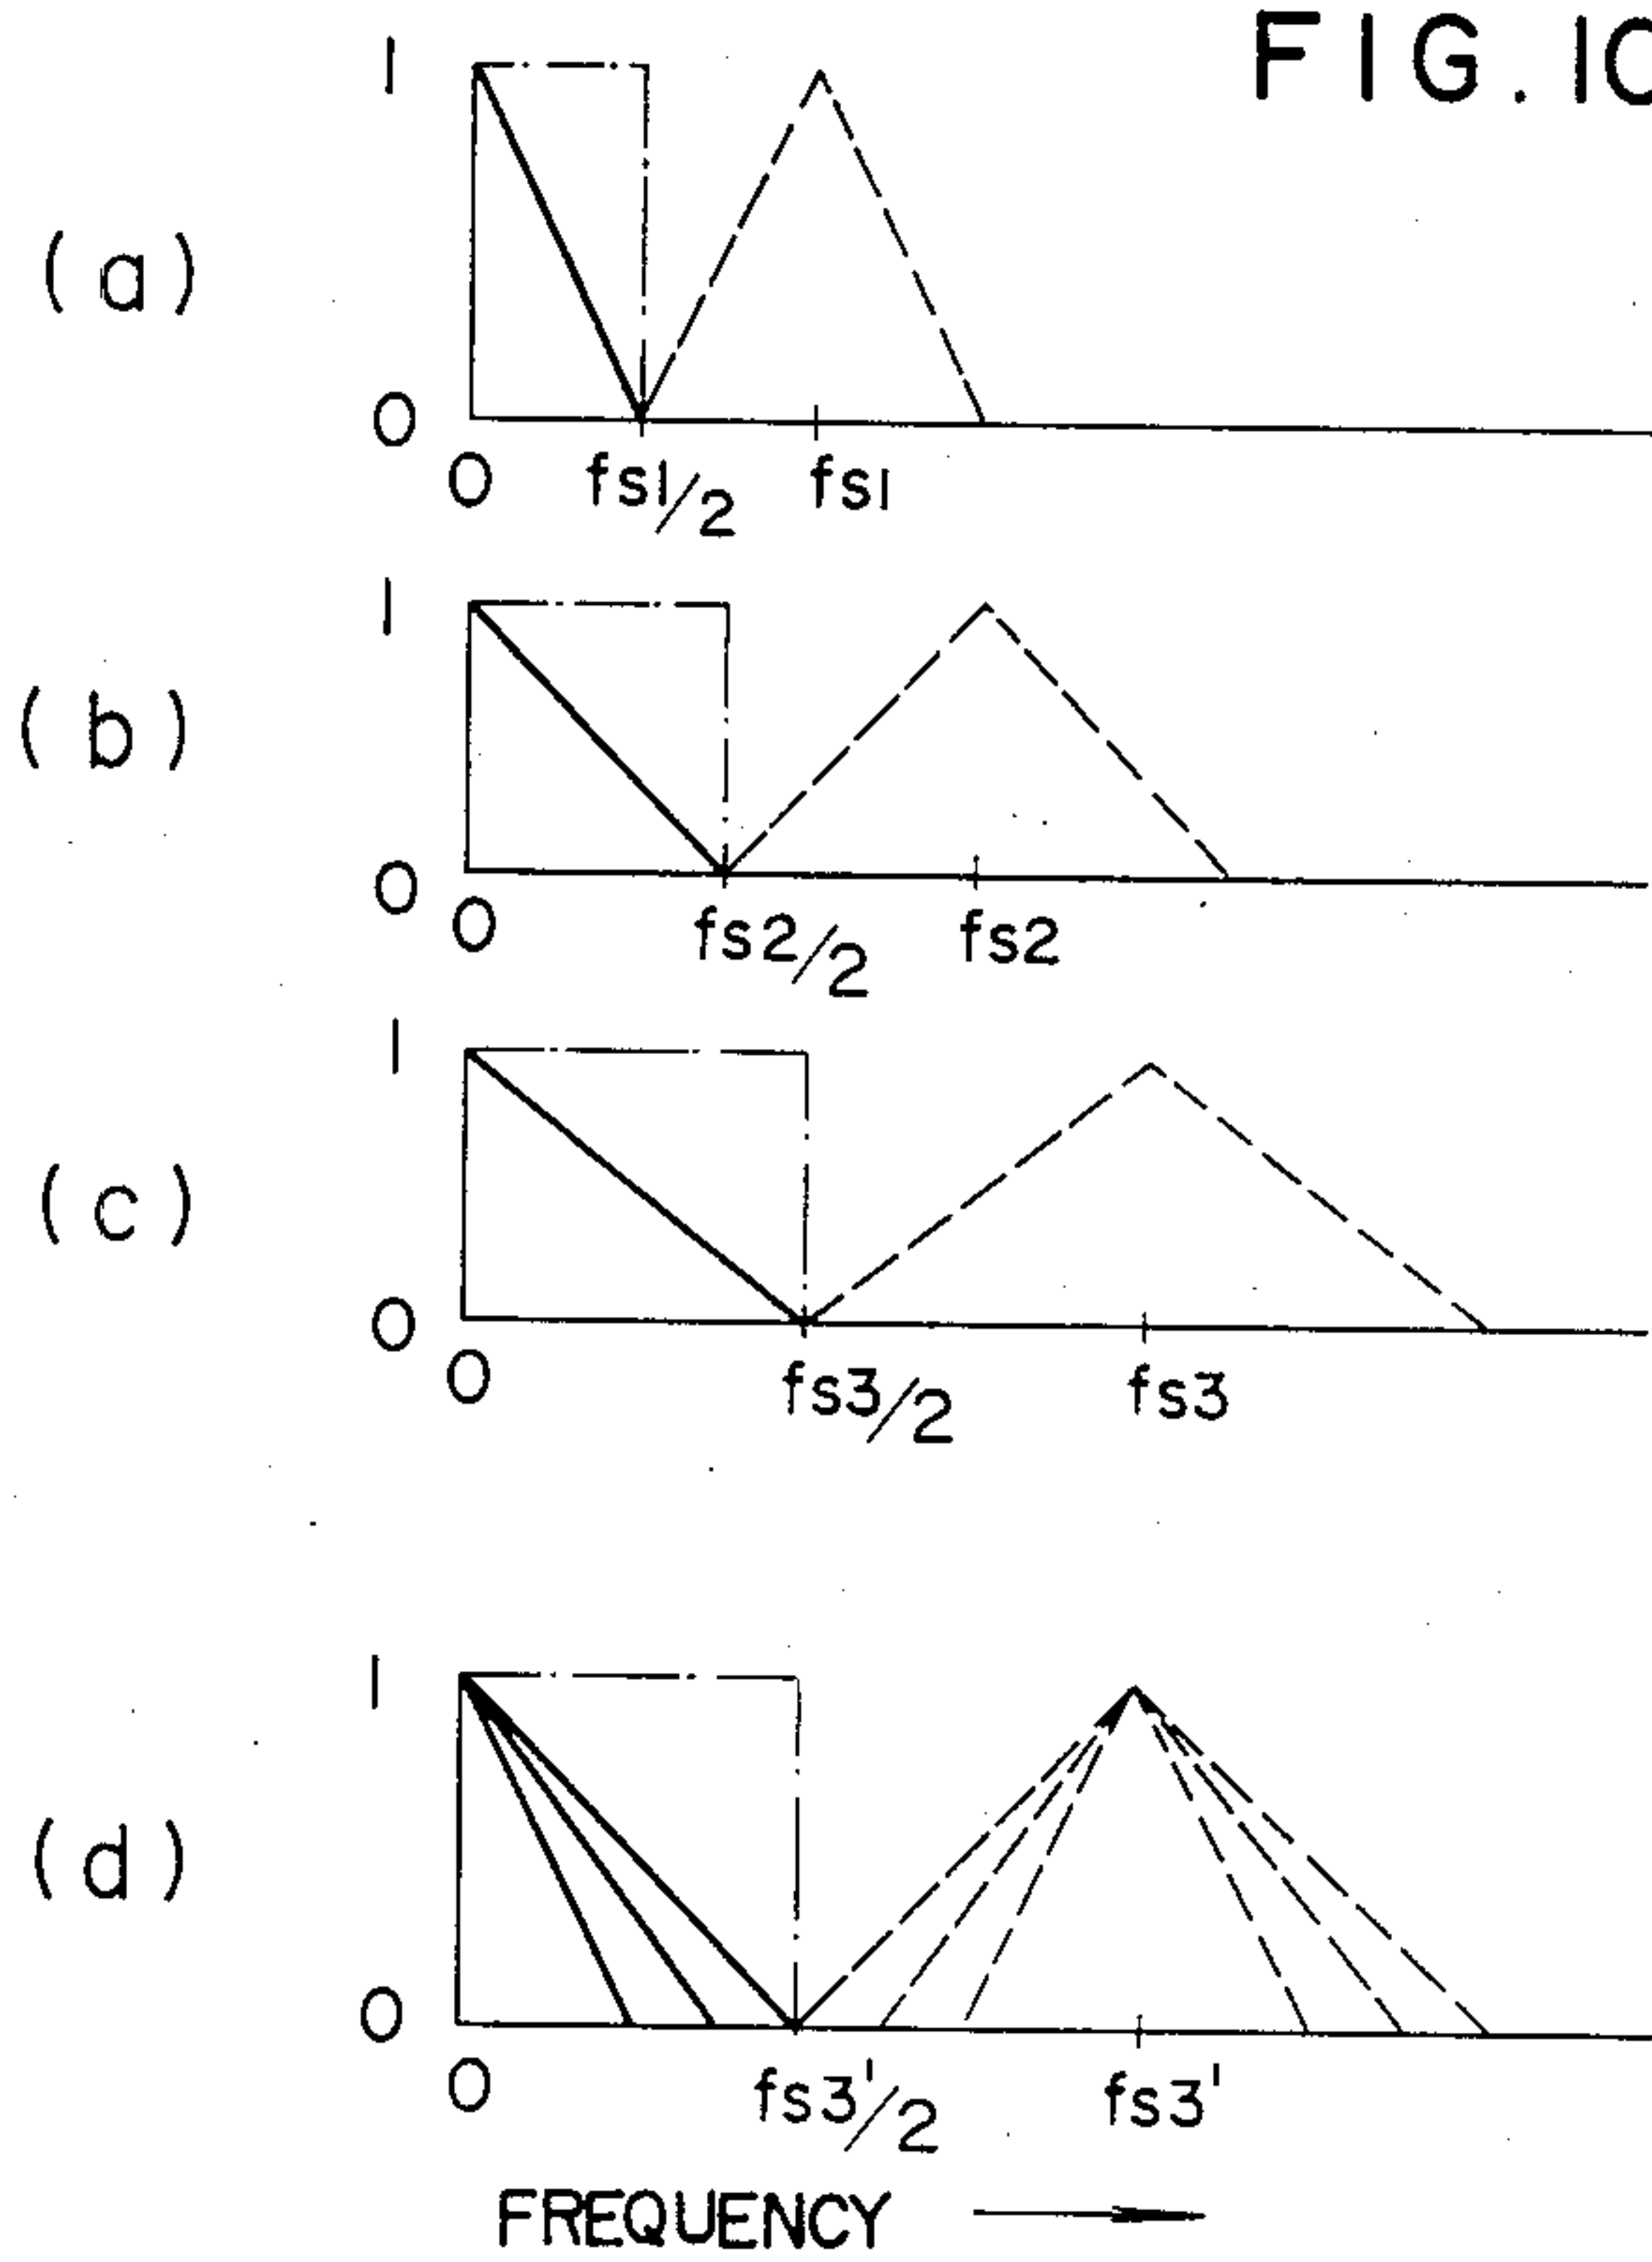 FIG. 10
1
(a)
0
0 fs1/2 fs1
1
(b)
0
0 fs2/2 fs2
1
(c)
0
0 fs3/2 fs3
1
(d)
0
0 fs3'/2 fs3'
FREQUENCY